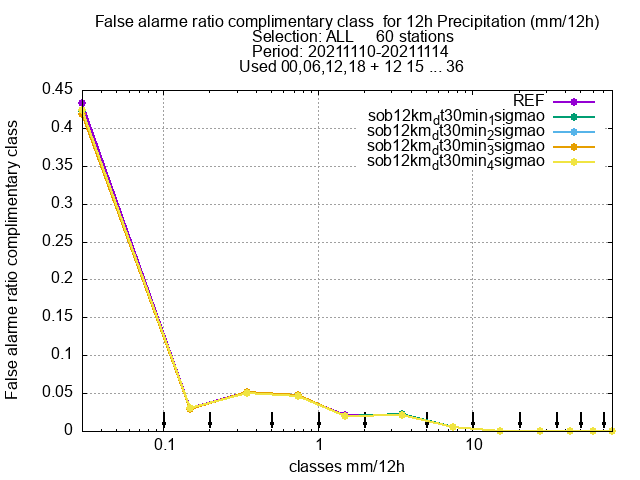 False alarme ratio complimentary class  for 12h Precipitation (mm/12h)
Selection: ALL     60 stations
Period: 20211110-20211114
Used 00,06,12,18 + 12 15 ... 36
REF
sob12km_dt30min_1sigmao
sob12km_dt30min_2sigmao
sob12km_dt30min_3sigmao
sob12km_dt30min_4sigmao
False alarme ratio complimentary class
0.45
0.4
0.35
0.3
0.25
0.2
0.15
0.1
0.05
0
0.1 1 10
classes mm/12h